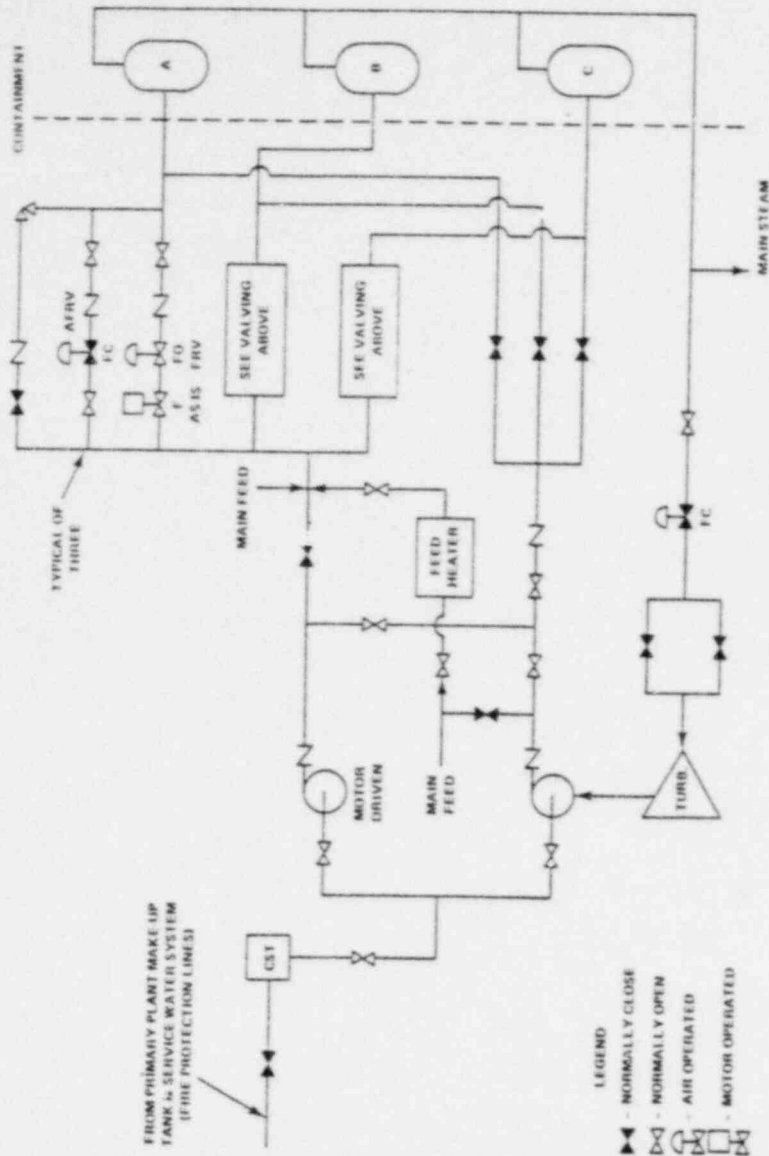 CONTAINMENT
A
B
C
AFRV
FC
FO
FRV
F
AS IS
SEE VALVING
ABOVE
SEE VALVING
ABOVE
TYPICAL OF
THREE
MAIN FEED
FEED
HEATER
MAIN STEAM
FC
MOTOR
DRIVEN
MAIN
FEED
TURB.
FROM PRIMARY PLANT MAKE-UP
TANK & SERVICE WATER SYSTEM
(FIRE PROTECTION LINES)
CST
LEGEND
- NORMALLY CLOSE
- NORMALLY OPEN
- AIR OPERATED
- MOTOR OPERATED